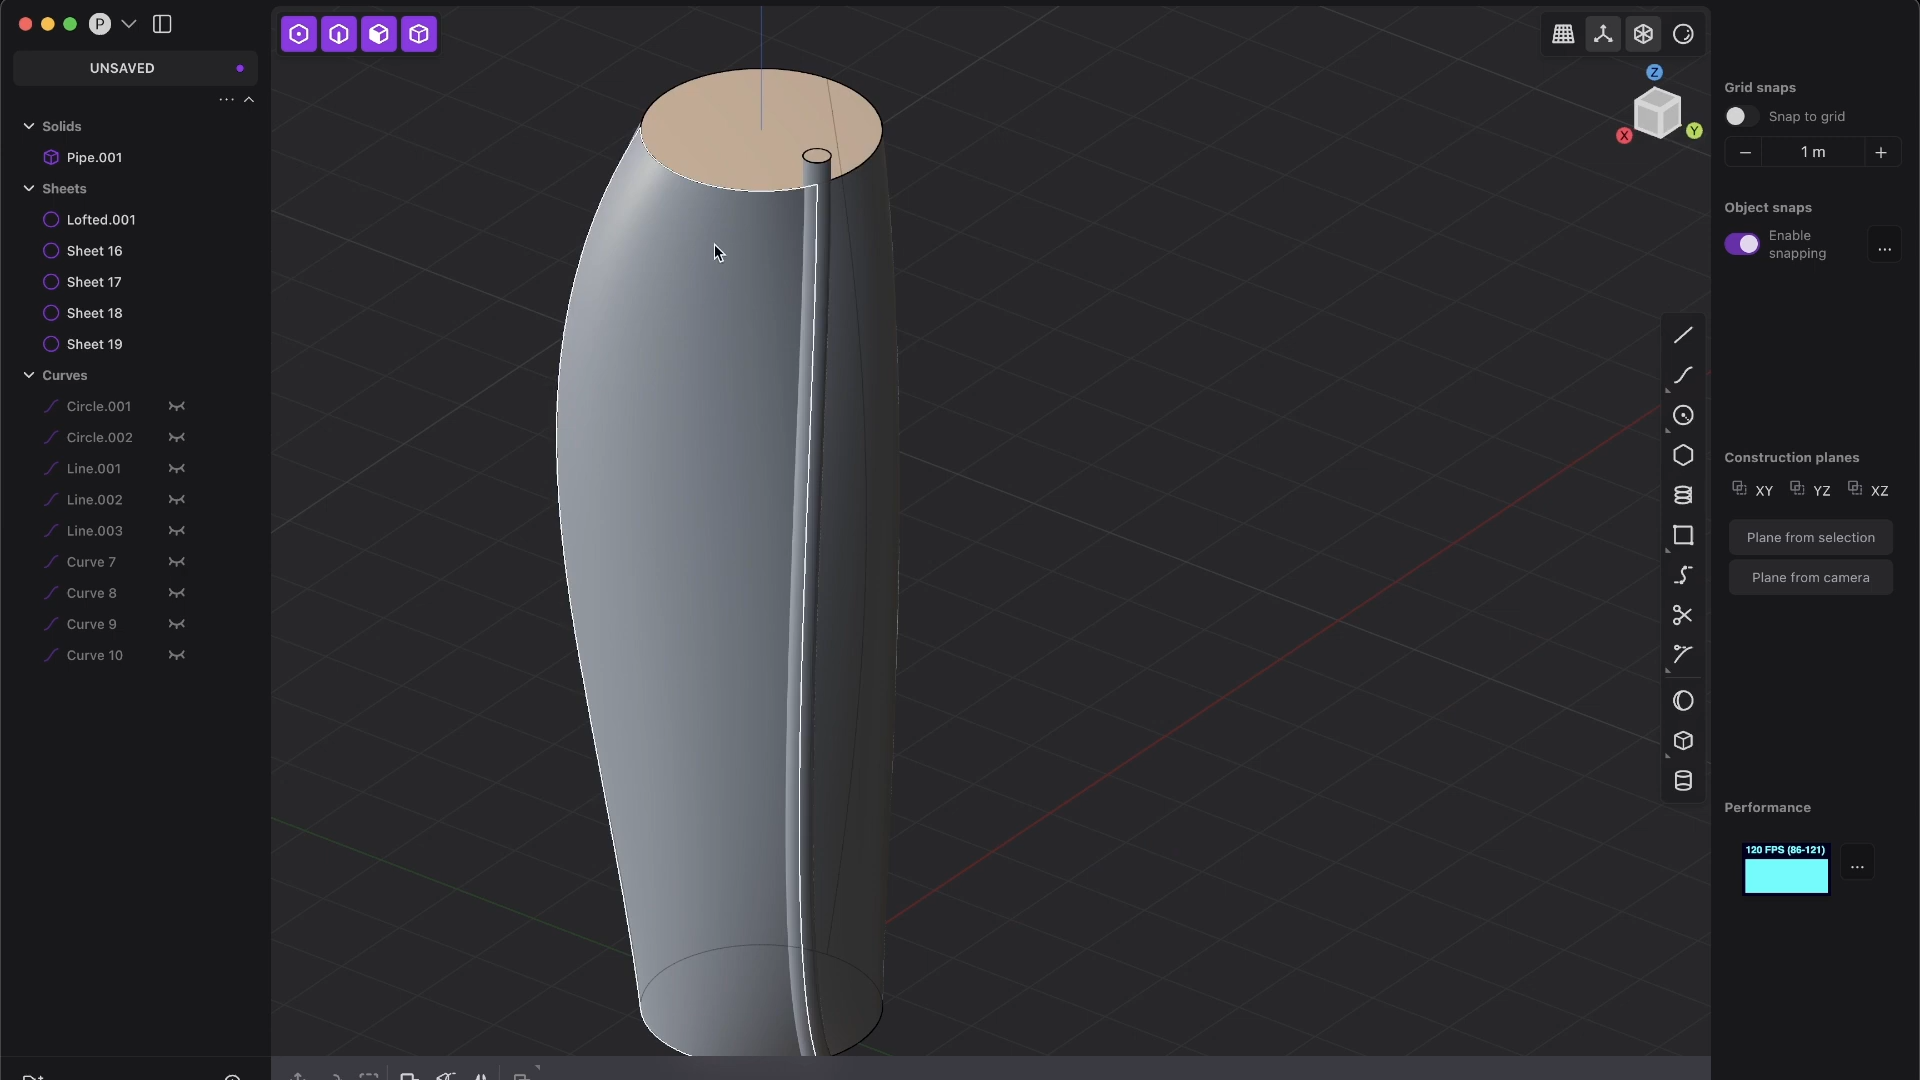 P
UNSAVED
Solids
Pipe.001
Sheets
Lofted.001
Sheet 16
Sheet 17
Sheet 18
Sheet 19
Curves
Circle.001
Circle.002
Line.001
Line.002
Line.003
Curve 7
Curve 8
Curve 9
Curve 10
Z
X
Y
Grid snaps
Snap to grid
1 m
Object snaps
Enable
snapping
Construction planes
XY YZ XZ
Plane from selection
Plane from camera
Performance
120 FPS (86-121)